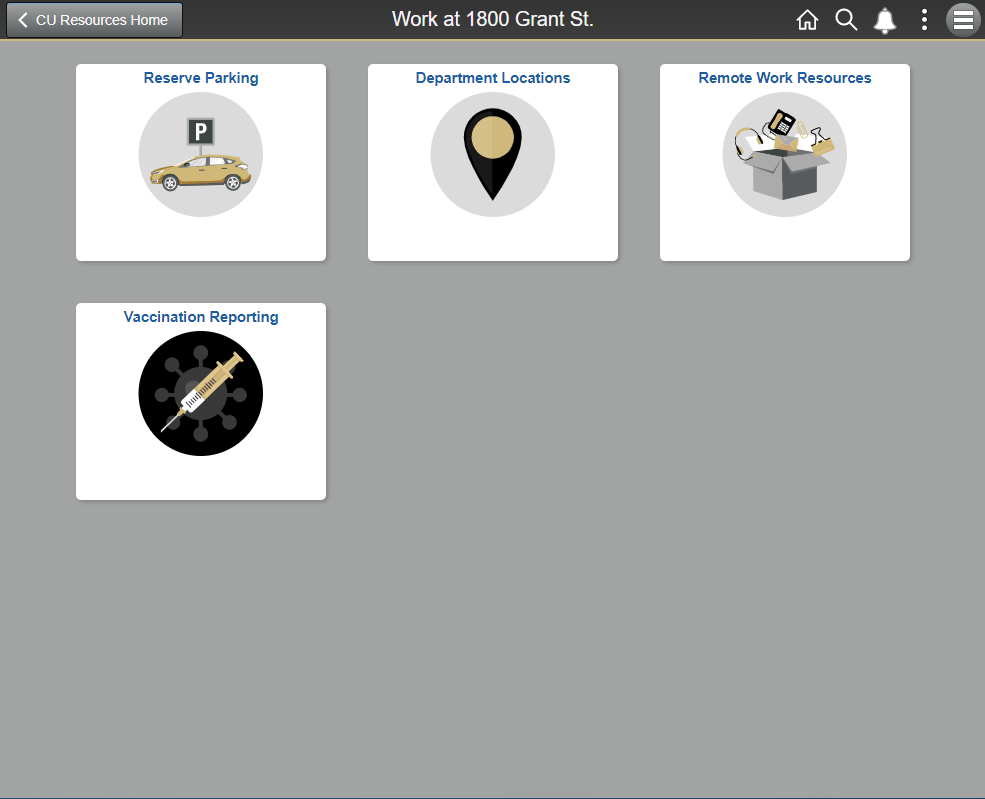 CU Resources Home
Work at 1800 Grant St.
Reserve Parking
Department Locations
Remote Work Resources
P
Vaccination Reporting